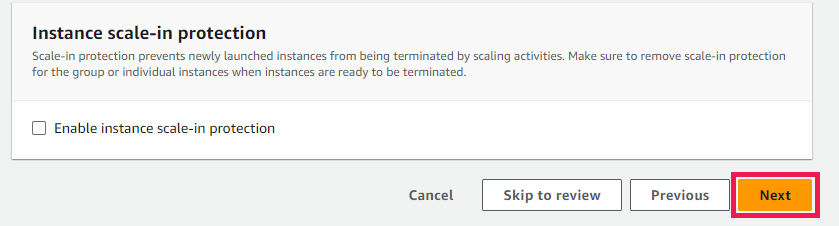 Instance scale-in protection
Scale-in protection prevents newly launched instances from being terminated by scaling activities. Make sure to remove scale-in protection
for the group or individual instances when instances are ready to be terminated.
Enable instance scale-in protection
Cancel Skip to review Previous Next